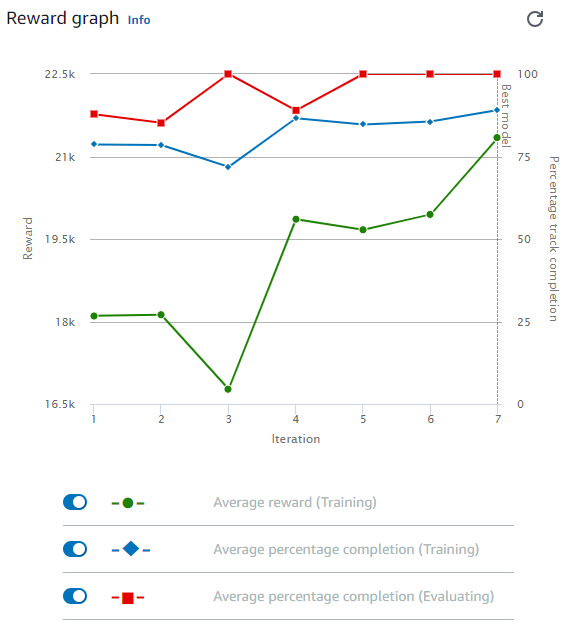 Reward graph Info
22.5k
21k
19.5k
18k
16.5k
Reward
100
75
50
25
0
Percentage track completion
Best model
1 2 3 4 5 6 7
Iteration
Average reward (Training)
Average percentage completion (Training)
Average percentage completion (Evaluating)